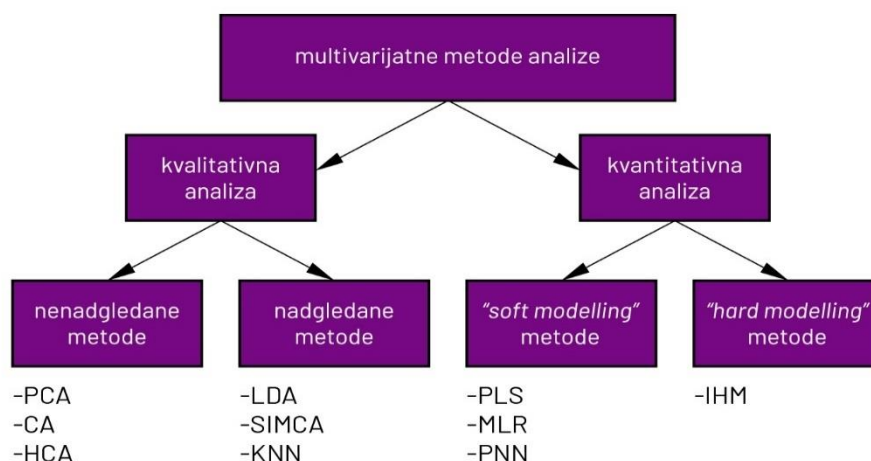 multivarijatne metode analize
kvalitativna
analiza
kvantitativna
analiza
nenadgledane
metode
nadgledane
metode
"soft modelling"
metode
"hard modelling"
metode
-PCA
-CA
-HCA
-LDA
-SIMCA
-KNN
-PLS
-MLR
-PNN
-IHM